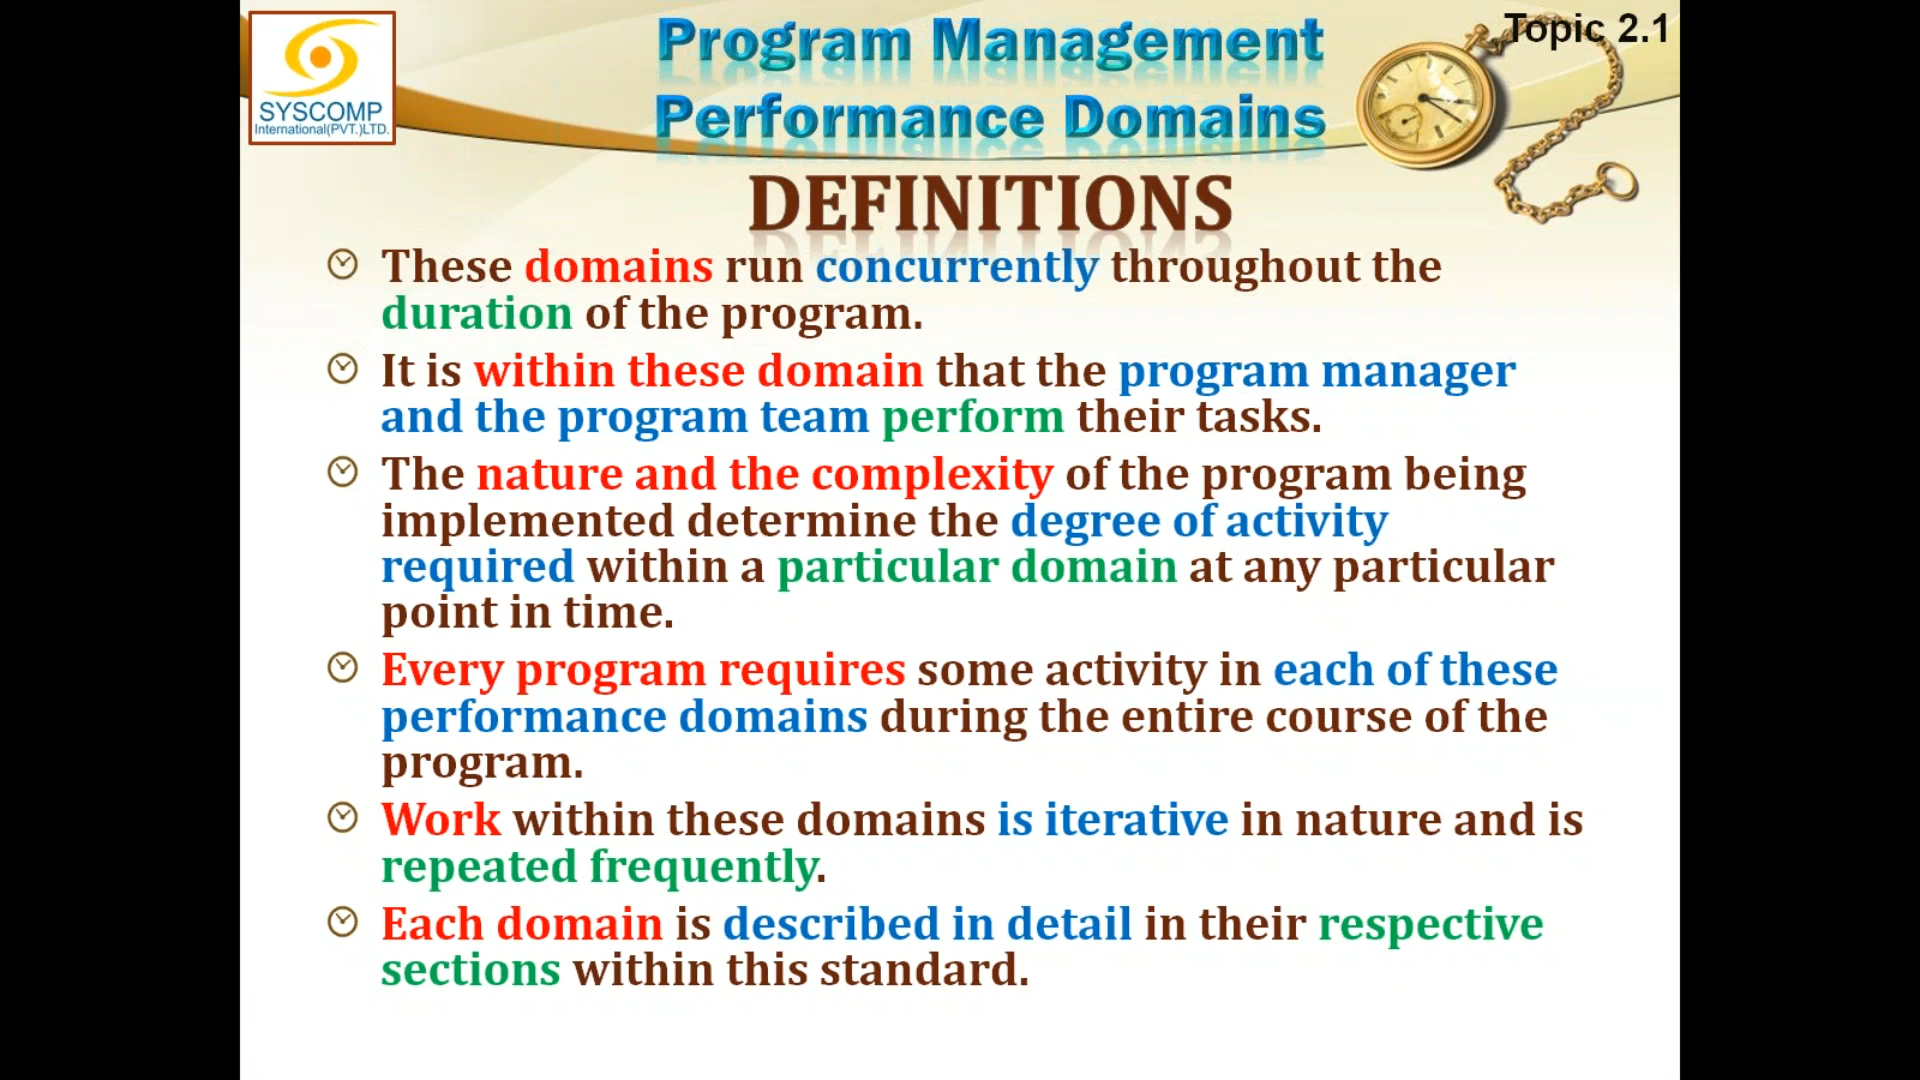 Topic 2.1
Program Management
Performance Domains
SYSCOMP
International(PVT.)LTD.
DEFINITIONS
These domains run concurrently throughout the
duration of the program.
It is within these domain that the program manager
and the program team perform their tasks.
The nature and the complexity of the program being
implemented determine the degree of activity
required within a particular domain at any particular
point in time.
Every program requires some activity in each of these
performance domains during the entire course of the
program.
Work within these domains is iterative in nature and is
repeated frequently.
Each domain is described in detail in their respective
sections within this standard.